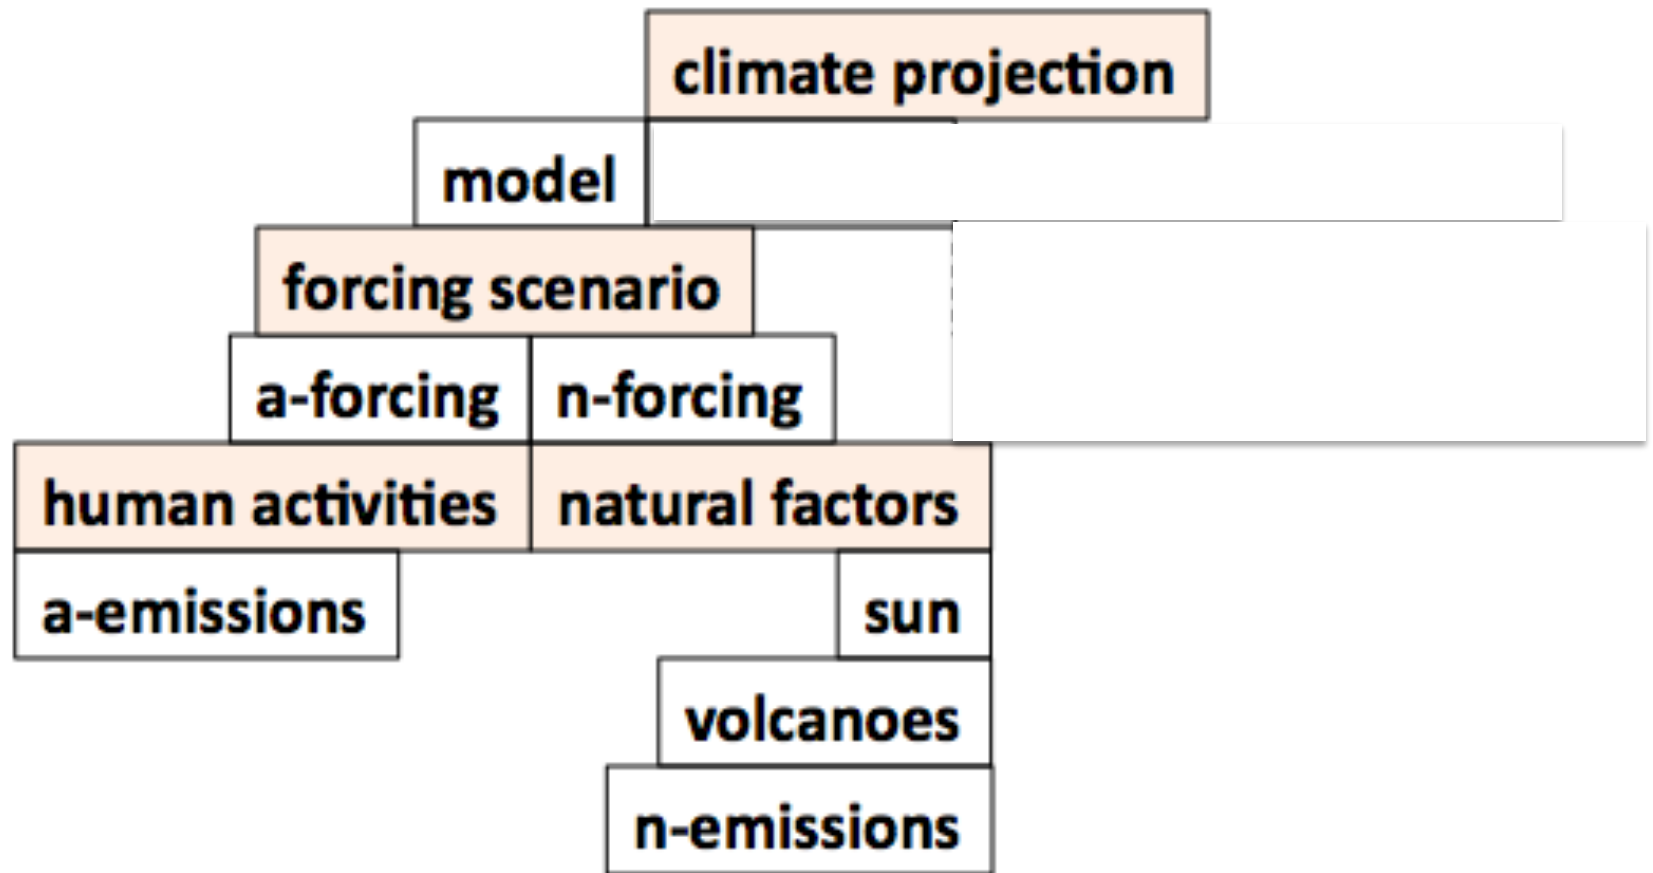 climate projection
model
forcing scenario
a-forcing n-forcing
human activities natural factors
a-emissions sun
volcanoes
n-emissions